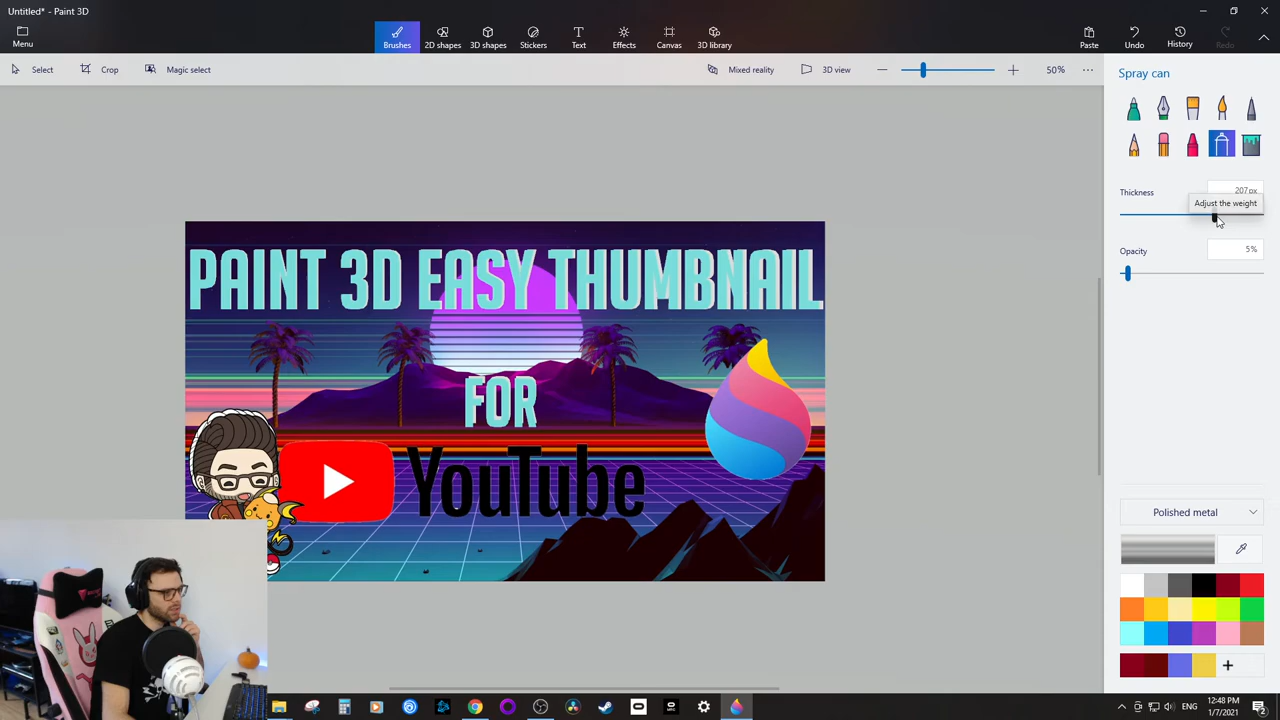 Untitled* - Paint 3D
Menu
Brushes
2D shapes
3D shapes
Stickers
Text
Effects
Canvas
3D library
Paste
Undo
History
Redo
Select
Crop
Magic select
Mixed reality
3D view
50%
Spray can
Thickness
207px
Adjust the weight
Opacity
5%
PAINT 3D EASY THUMBNAIL
FOR
YouTube
Polished metal
12:48 PM
ENG
1/7/2021